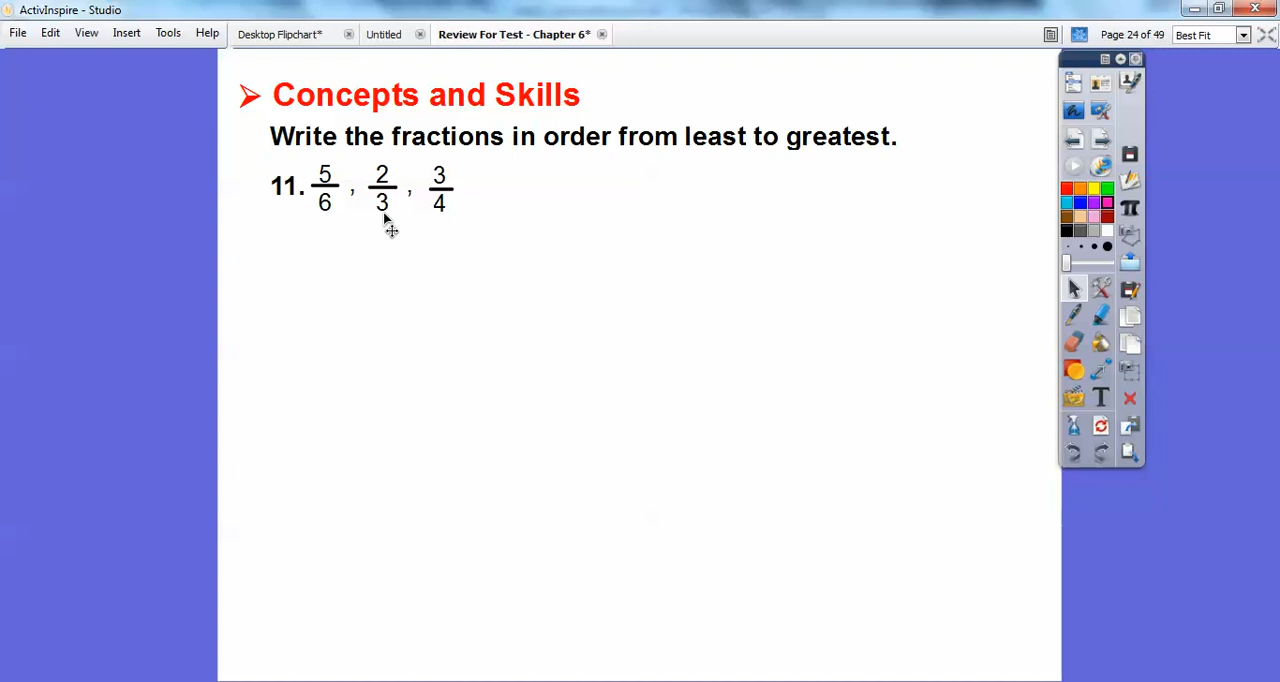 ActivInspire - Studio
File Edit View Insert Tools Help Desktop Flipchart* Untitled Review For Test - Chapter 6* Page 24 of 49 Best Fit
Concepts and Skills
Write the fractions in order from least to greatest.
11. 5/6 , 2/3 , 3/4